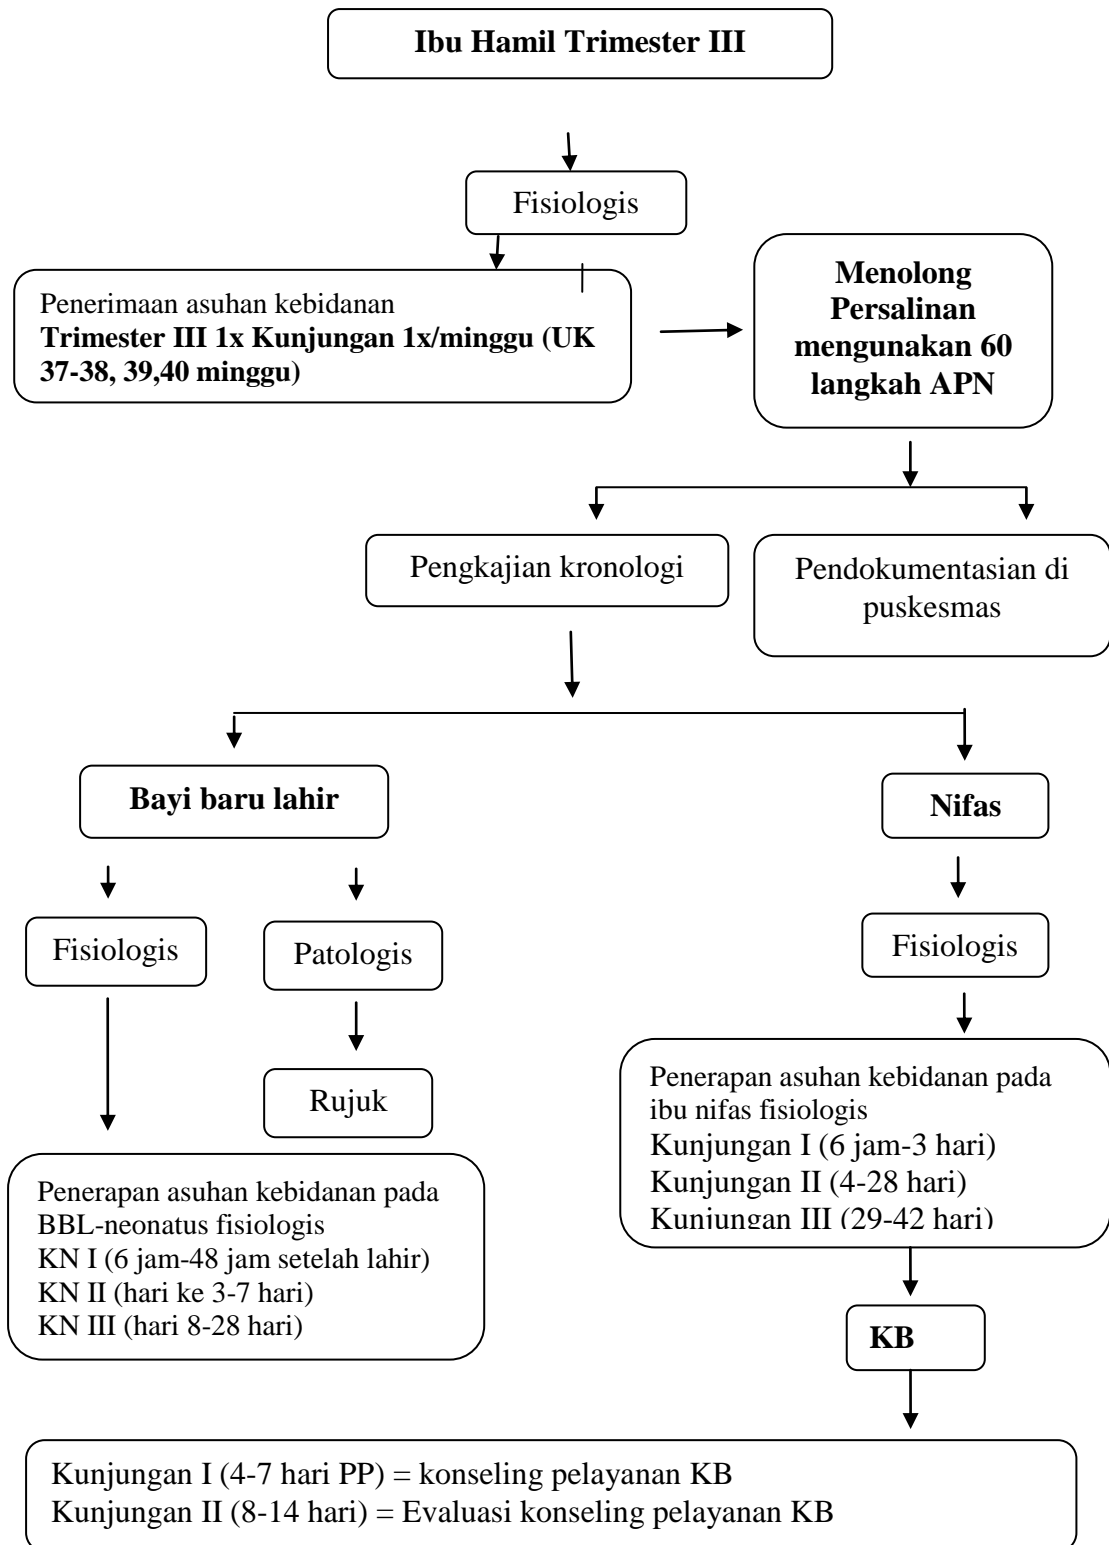 Ibu Hamil Trimester III
Fisiologis
Penerimaan asuhan kebidanan
Trimester III 1x Kunjungan 1x/minggu (UK
37-38, 39,40 minggu)
Menolong
Persalinan
mengunakan 60
langkah APN
Pengkajian kronologi
Pendokumentasian di
puskesmas
Bayi baru lahir
Nifas
Fisiologis
Patologis
Fisiologis
Rujuk
Penerapan asuhan kebidanan pada
ibu nifas fisiologis
Kunjungan I (6 jam-3 hari)
Kunjungan II (4-28 hari)
Kunjungan III (29-42 hari)
Penerapan asuhan kebidanan pada
BBL-neonatus fisiologis
KN I (6 jam-48 jam setelah lahir)
KN II (hari ke 3-7 hari)
KN III (hari 8-28 hari)
KB
Kunjungan I (4-7 hari PP) = konseling pelayanan KB
Kunjungan II (8-14 hari) = Evaluasi konseling pelayanan KB